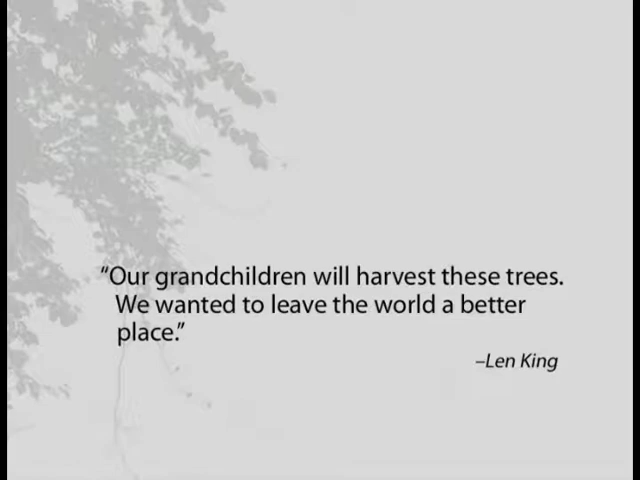 “Our grandchildren will harvest these trees.
We wanted to leave the world a better
place.”
–Len King